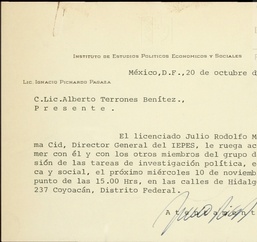 INSTITUTO DE ESTUDIOS POLITICOS ECONOMICOS Y SOCIALES
México,D.F.,20 de octubre d
LIC. IGNACIO PICHARDO PAGAZA
C.Lic.Alberto Terrones Benítez.,
P r e s e n t e .
El licenciado Julio Rodolfo M
ma Cid, Director General del IEPES, le ruega ac
mer con él y con los otros miembros del grupo d
sión de las tareas de investigación política, e
ca y social, el próximo miércoles 10 de noviemb
punto de las 15.00 Hrs, en las calles de Hidalg
237 Coyoacán, Distrito Federal.